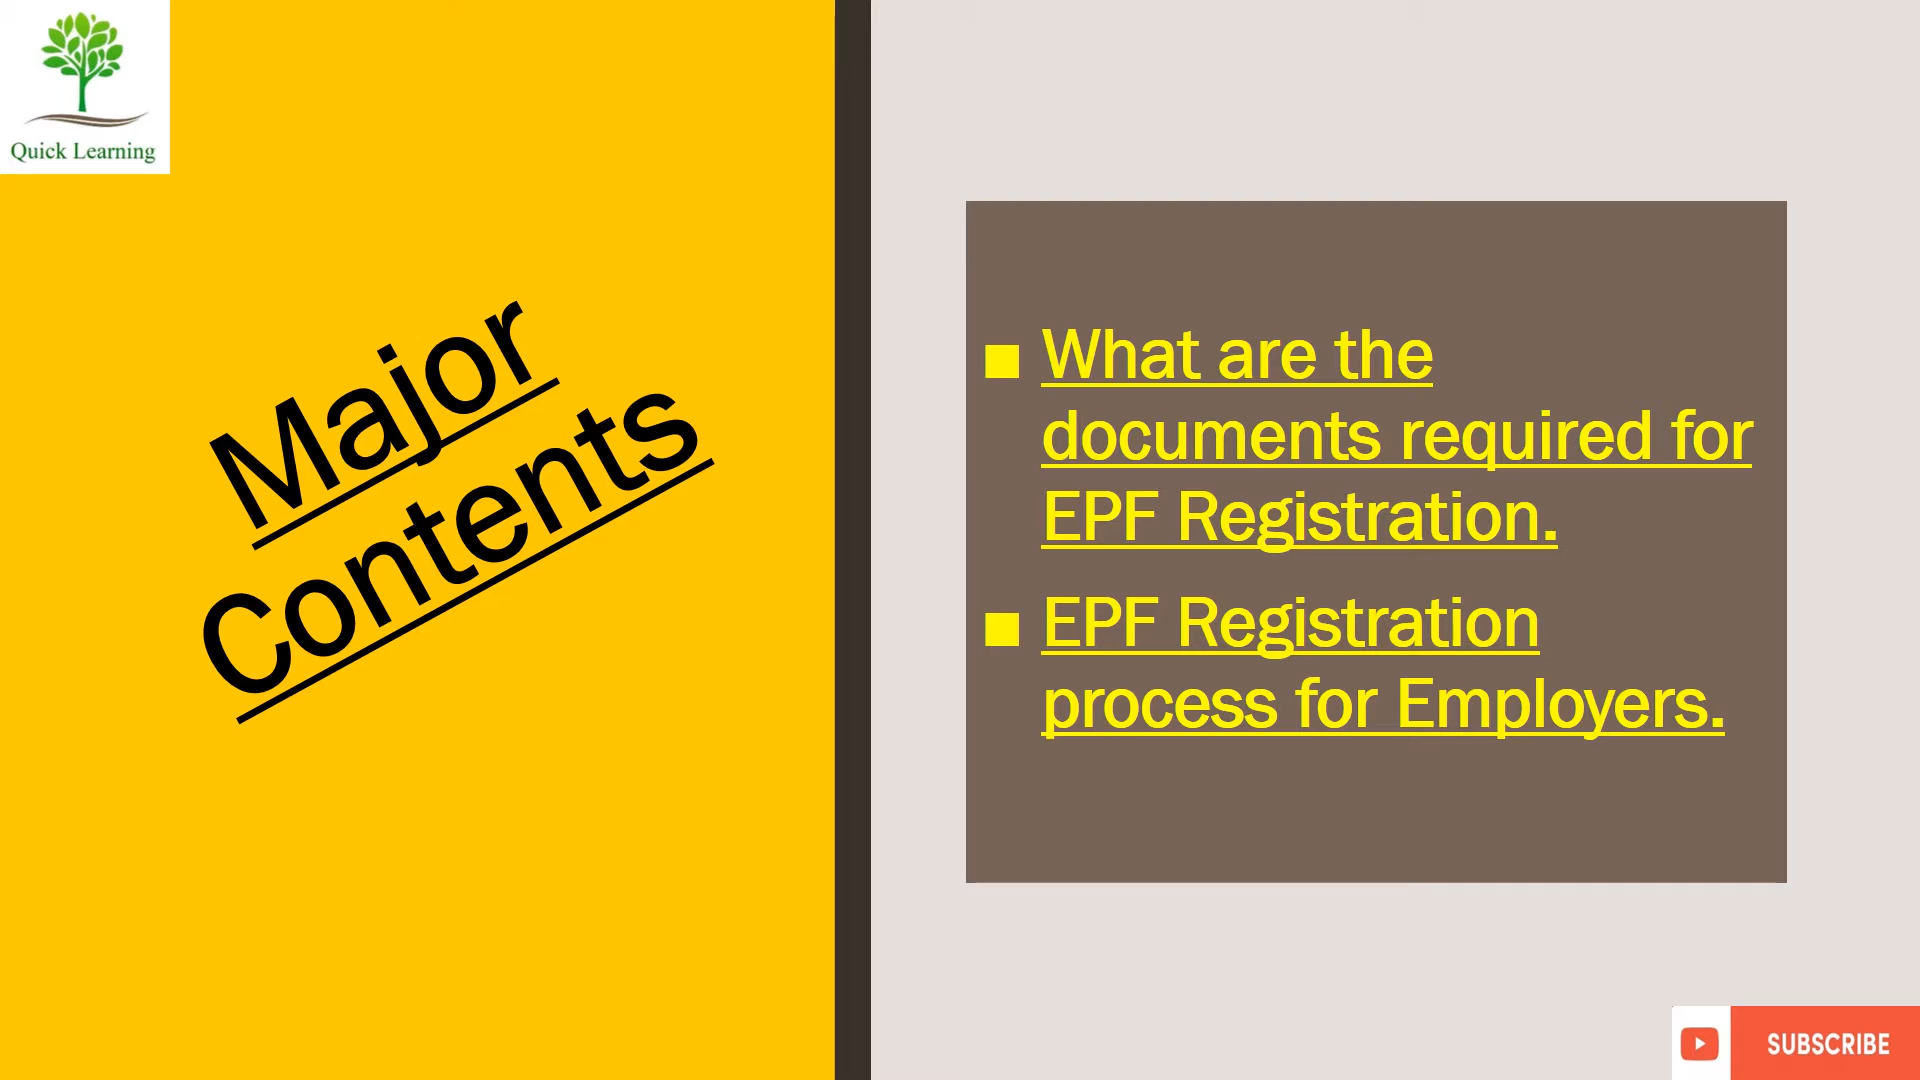 Quick Learning
Major
Contents
■ What are the
documents required for
EPF Registration.
■ EPF Registration
process for Employers.
SUBSCRIBE